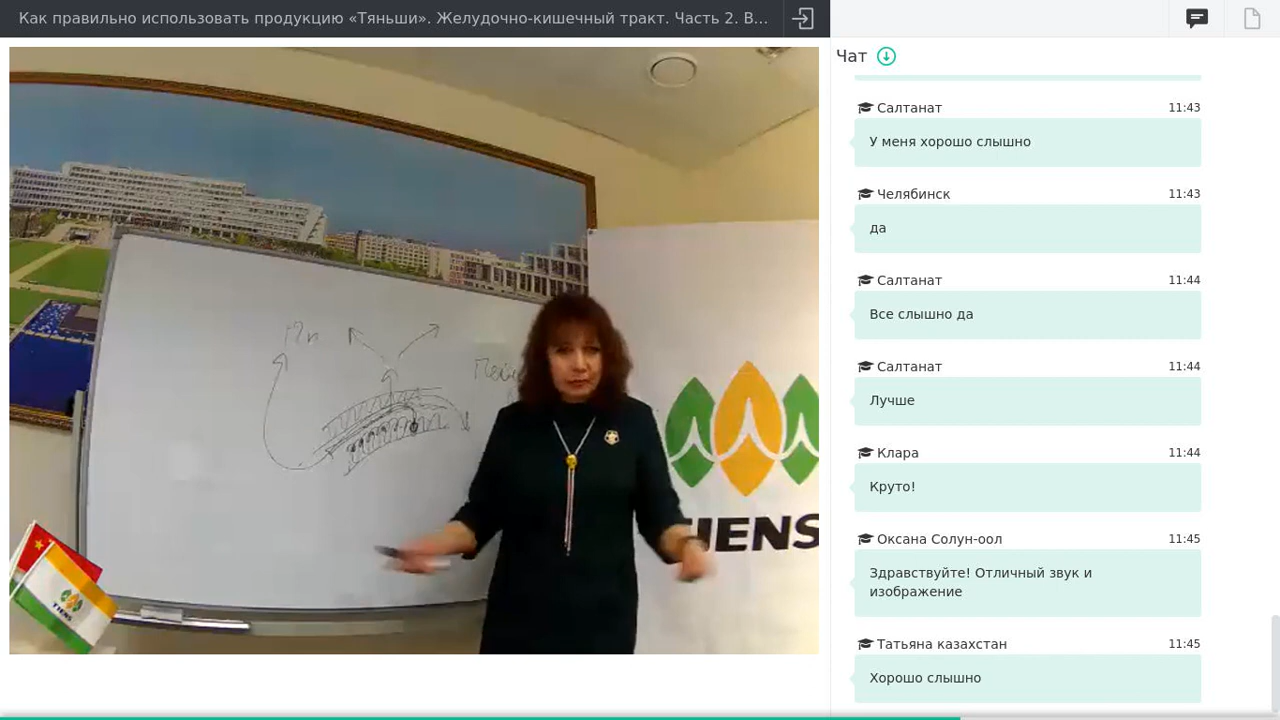 Как правильно использовать продукцию «Тяньши». Желудочно-кишечный тракт. Часть 2. В...
Чат
Салтанат 11:43
У меня хорошо слышно
Челябинск 11:43
да
Салтанат 11:44
Все слышно да
Салтанат 11:44
Лучше
Клара 11:44
Круто!
Оксана Солун-оол 11:45
Здравствуйте! Отличный звук и
изображение
Татьяна казахстан 11:45
Хорошо слышно
TIENS
TIENS